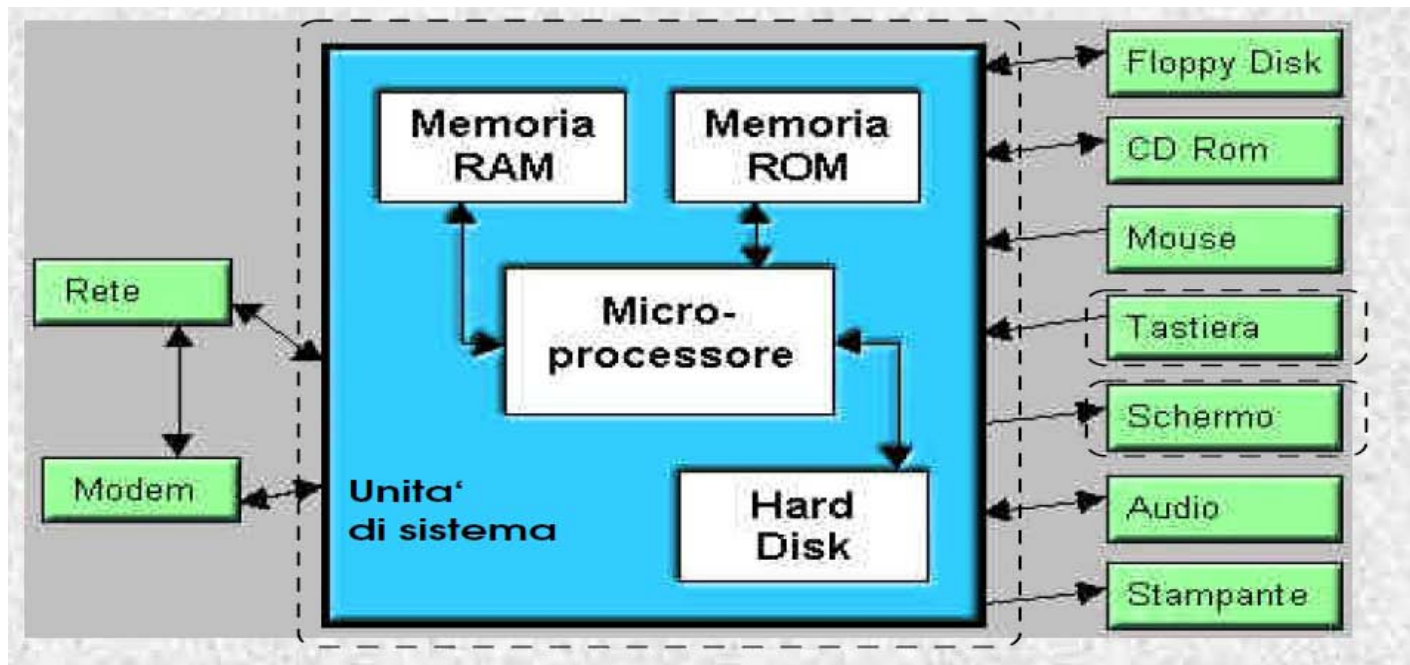 Memoria
RAM
Memoria
ROM
Micro-
processore
Hard
Disk
Unita‘
di sistema
Rete
Modem
Floppy Disk
CD Rom
Mouse
Tastiera
Schermo
Audio
Stampante